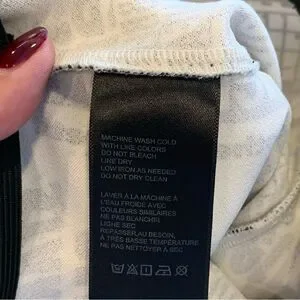 MACHINE WASH COLD
WITH LIKE COLORS
DO NOT BLEACH
LINE DRY
LOW IRON AS NEEDED
DO NOT DRY CLEAN
LAVER À LA MACHINE À
L'EAU FROIDE AVEC
COULEURS SIMILAIRES
NE PAS BLANCHIR
LIGNE SEC
REPASSER AU BESOIN,
À TRÈS BASSE TEMPÉRATURE
NE PAS NETTOYER À SEC